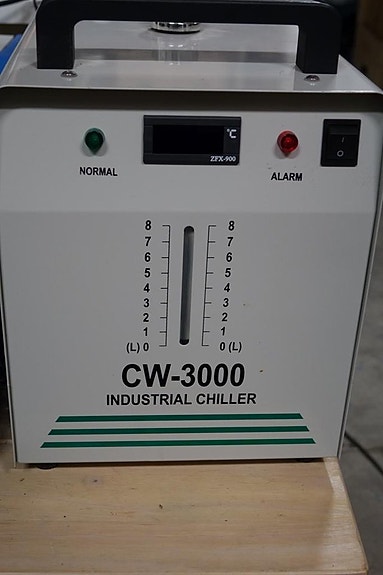 °C
ZFX-900
NORMAL
ALARM
I
O
8 8
7 7
6 6
5 5
4 4
3 3
2 2
1 1
(L) 0 0 (L)
CW-3000
INDUSTRIAL CHILLER